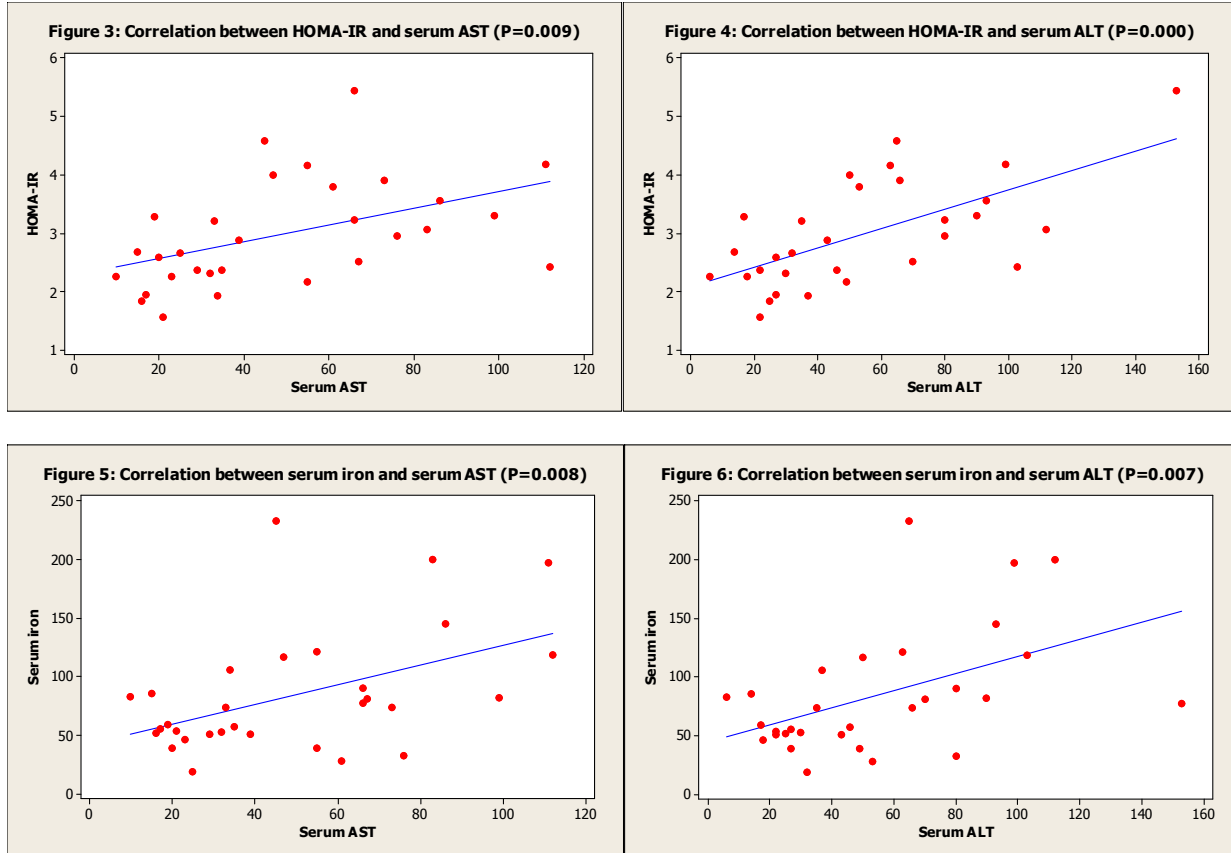 Figure 3: Correlation between HOMA-IR and serum AST (P=0.009)
6
5
4
3
2
1
HOMA-IR
0 20 40 60 80 100 120
Serum AST
Figure 4: Correlation between HOMA-IR and serum ALT (P=0.000)
6
5
4
3
2
1
HOMA-IR
0 20 40 60 80 100 120 140 160
Serum ALT
Figure 5: Correlation between serum iron and serum AST (P=0.008)
250
200
150
100
50
0
Serum iron
0 20 40 60 80 100 120
Serum AST
Figure 6: Correlation between serum iron and serum ALT (P=0.007)
250
200
150
100
50
0
Serum iron
0 20 40 60 80 100 120 140 160
Serum ALT